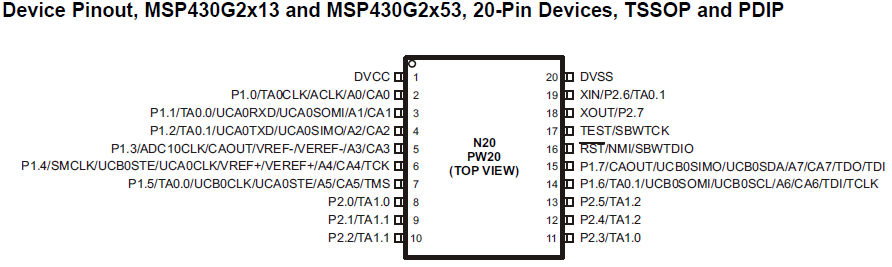 Device Pinout, MSP430G2x13 and MSP430G2x53, 20-Pin Devices, TSSOP and PDIP
DVCC 1 20 DVSS
P1.0/TA0CLK/ACLK/A0/CA0 2 19 XIN/P2.6/TA0.1
P1.1/TA0.0/UCA0RXD/UCA0SOMI/A1/CA1 3 18 XOUT/P2.7
P1.2/TA0.1/UCA0TXD/UCA0SIMO/A2/CA2 4 17 TEST/SBWTCK
P1.3/ADC10CLK/CAOUT/VREF-/VEREF-/A3/CA3 5 16 RST/NMI/SBWTDIO
P1.4/SMCLK/UCB0STE/UCA0CLK/VREF+/VEREF+/A4/CA4/TCK 6 15 P1.7/CAOUT/UCB0SIMO/UCB0SDA/A7/CA7/TDO/TDI
P1.5/TA0.0/UCB0CLK/UCA0STE/A5/CA5/TMS 7 14 P1.6/TA0.1/UCB0SOMI/UCB0SCL/A6/CA6/TDI/TCLK
P2.0/TA1.0 8 13 P2.5/TA1.2
P2.1/TA1.1 9 12 P2.4/TA1.2
P2.2/TA1.1 10 11 P2.3/TA1.0
N20
PW20
(TOP VIEW)